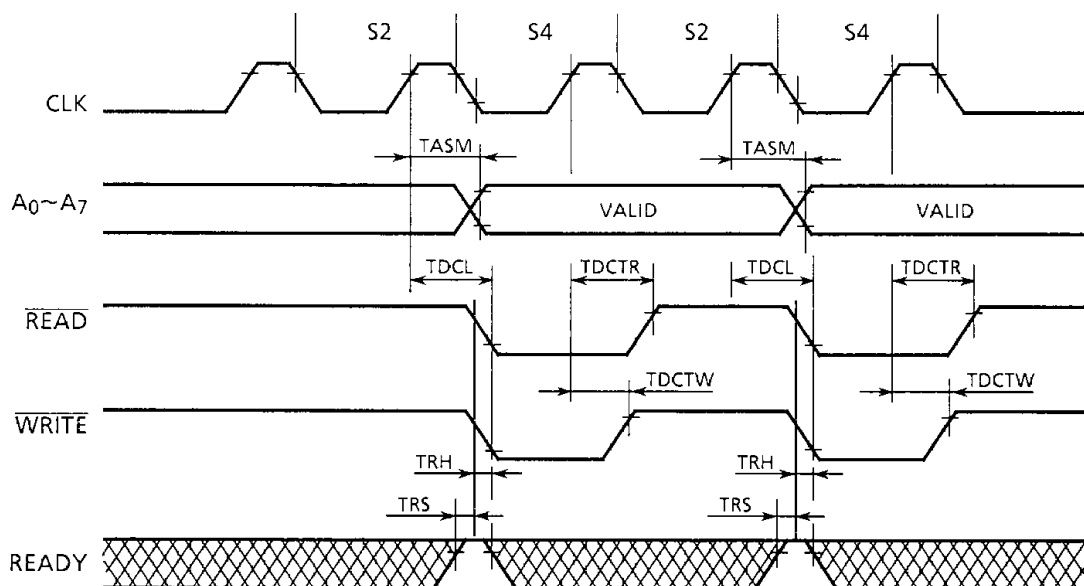 S2 S4 S2 S4
CLK
TASM TASM
A0~A7 VALID VALID
TDCL TDCTR TDCL TDCTR
READ
TDCTW TDCTW
WRITE
TRH TRH
TRS TRS
READY